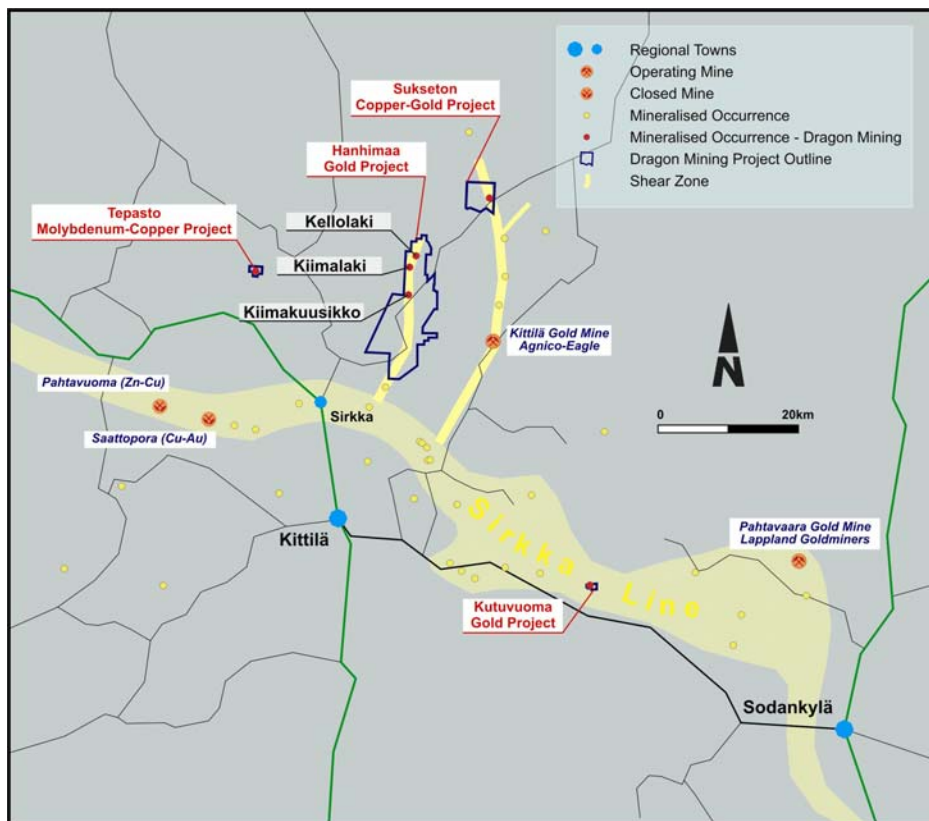 Regional Towns
Operating Mine
Closed Mine
Mineralised Occurrence
Mineralised Occurrence - Dragon Mining
Dragon Mining Project Outline
Shear Zone
Sukseton
Copper-Gold Project
Hanhimaa
Gold Project
Tepasto
Molybdenum-Copper Project
Kellolaki
Kiimalaki
Kiimakuusikko
Kittilä Gold Mine
Agnico-Eagle
N
0 20km
Pahtavuoma (Zn-Cu)
Saattopora (Cu-Au)
Sirkka
Kittilä
Sirkka Line
Pahtavaara Gold Mine
Lappland Goldminers
Kutuvuoma
Gold Project
Sodankylä